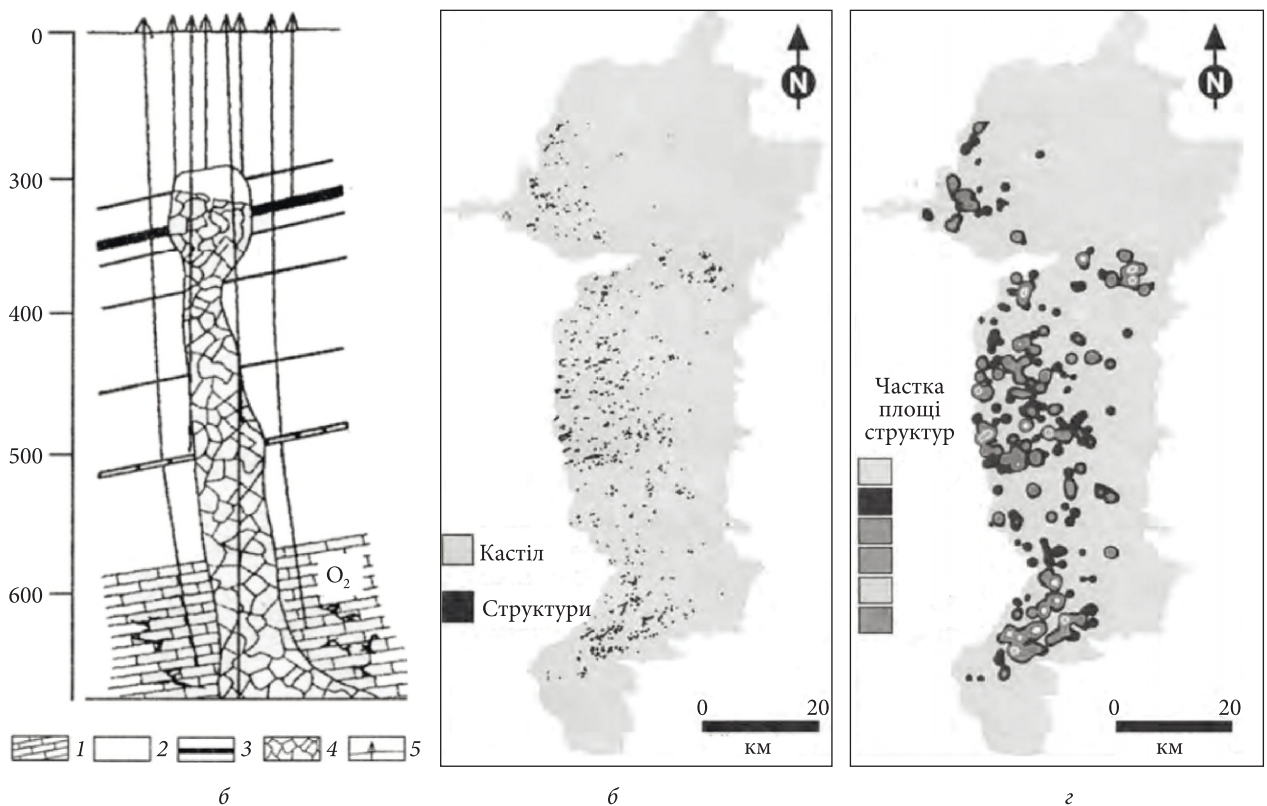 0
300
400
500
600
O₂
1
2
3
4
5
б
N
Кастіл
Структури
0 20
км
б
N
Частка
площі
структур
0 20
км
г